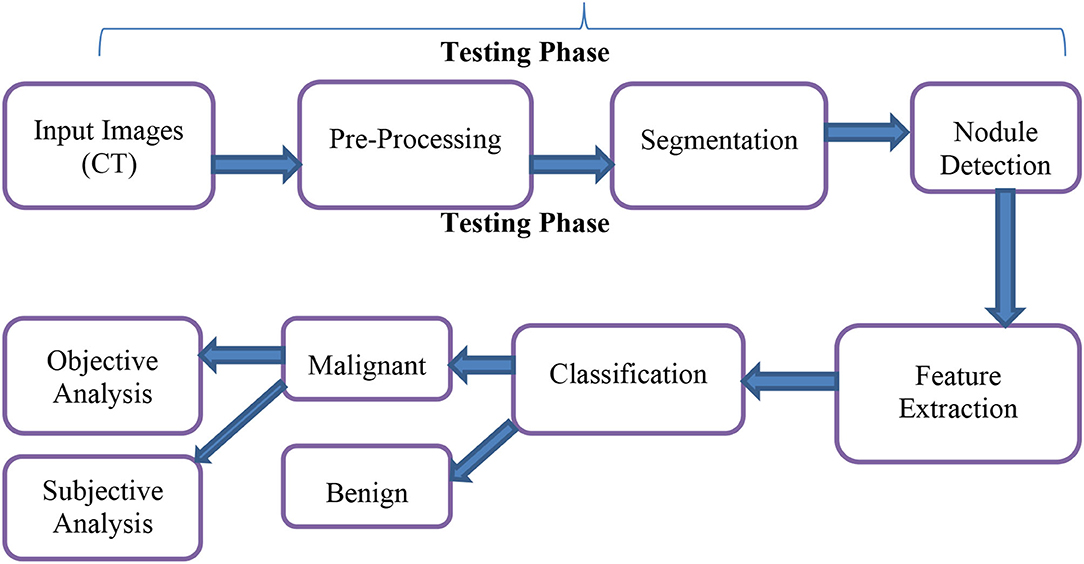 Testing Phase
Input Images
(CT)
Pre-Processing
Segmentation
Nodule
Detection
Testing Phase
Objective
Analysis
Malignant
Classification
Feature
Extraction
Subjective
Analysis
Benign